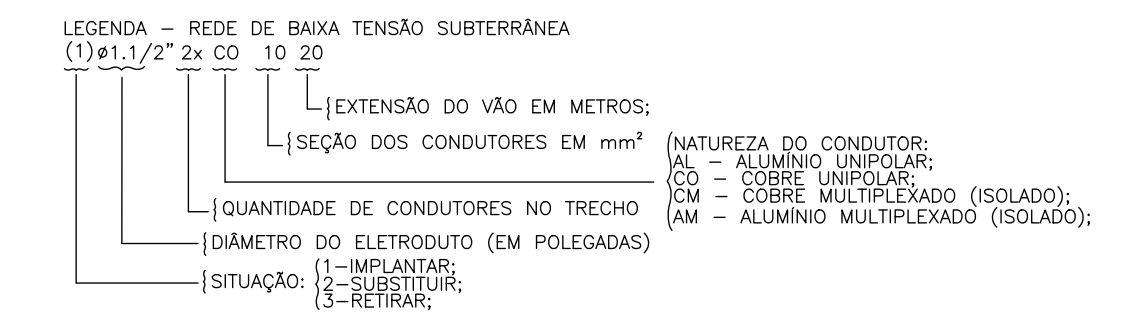 LEGENDA – REDE DE BAIXA TENSÃO SUBTERRÂNEA
(1) ø1.1/2" 2x CO 10 20
{EXTENSÃO DO VÃO EM METROS;
{SEÇÃO DOS CONDUTORES EM mm²
NATUREZA DO CONDUTOR:
AL – ALUMÍNIO UNIPOLAR;
CO – COBRE UNIPOLAR;
CM – COBRE MULTIPLEXADO (ISOLADO);
AM – ALUMÍNIO MULTIPLEXADO (ISOLADO);
{QUANTIDADE DE CONDUTORES NO TRECHO
{DIÂMETRO DO ELETRODUTO (EM POLEGADAS)
{SITUAÇÃO:
1–IMPLANTAR;
2–SUBSTITUIR;
3–RETIRAR;